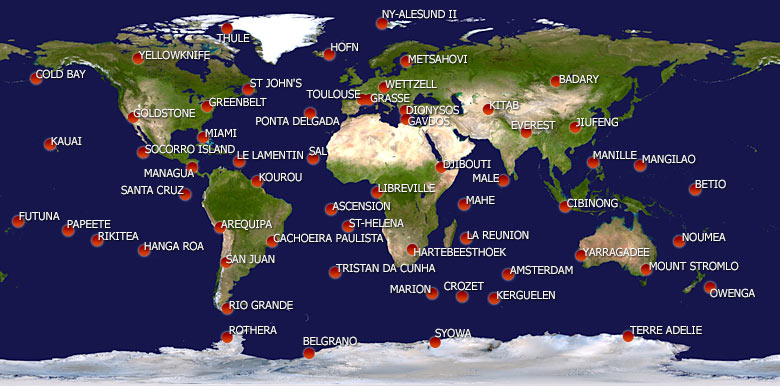 NY-ALESUND II
THULE
HOFN
YELLOWKNIFE
METSAHOVI
COLD BAY
BADARY
ST JOHN'S
WETTZELL
TOULOUSE
GRASSE
GREENBELT
KITAB
GOLDSTONE
PONTA DELGADA
DIONYSOS
GAVDOS
EVEREST
JIUFENG
MIAMI
KAUAI
SOCORRO ISLAND
LE LAMENTIN
SAL
DJIBOUTI
MANILLE
MANGILAO
MANAGUA
KOUROU
MALE
SANTA CRUZ
LIBREVILLE
BETIO
ASCENSION
MAHE
CIBINONG
FUTUNA
PAPEETE
AREQUIPA
ST-HELENA
RIKITEA
CACHOEIRA PAULISTA
LA REUNION
NOUMEA
HANGA ROA
HARTEBEESTHOEK
YARRAGADEE
SAN JUAN
TRISTAN DA CUNHA
AMSTERDAM
MOUNT STROMLO
MARION
CROZET
KERGUELEN
OWENGA
RIO GRANDE
ROTHERA
BELGRANO
SYOWA
TERRE ADELIE